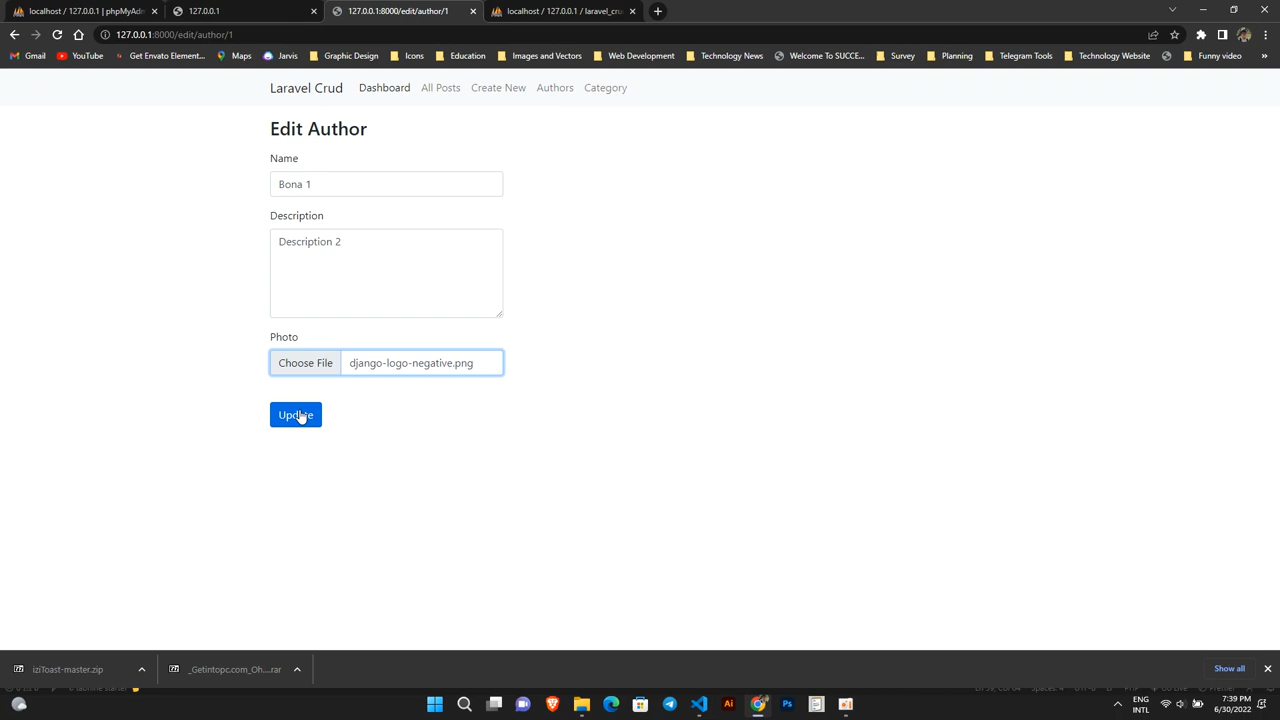 localhost / 127.0.0.1 | phpMyAdm
127.0.0.1
127.0.0.1:8000/edit/author/1
localhost / 127.0.0.1 / laravel_cru
127.0.0.1:8000/edit/author/1
Gmail YouTube Get Envato Element... Maps Jarvis Graphic Design Icons Education Images and Vectors Web Development Technology News Welcome To SUCCE... Survey Planning Telegram Tools Technology Website Funny video »
Laravel Crud Dashboard All Posts Create New Authors Category
Edit Author
Name
Bona 1
Description
Description 2
Photo
Choose File django-logo-negative.png
Update
iziToast-master.zip
_Getintopc.com_Oh....rar
Show all
ENG
INTL
7:39 PM
6/30/2022